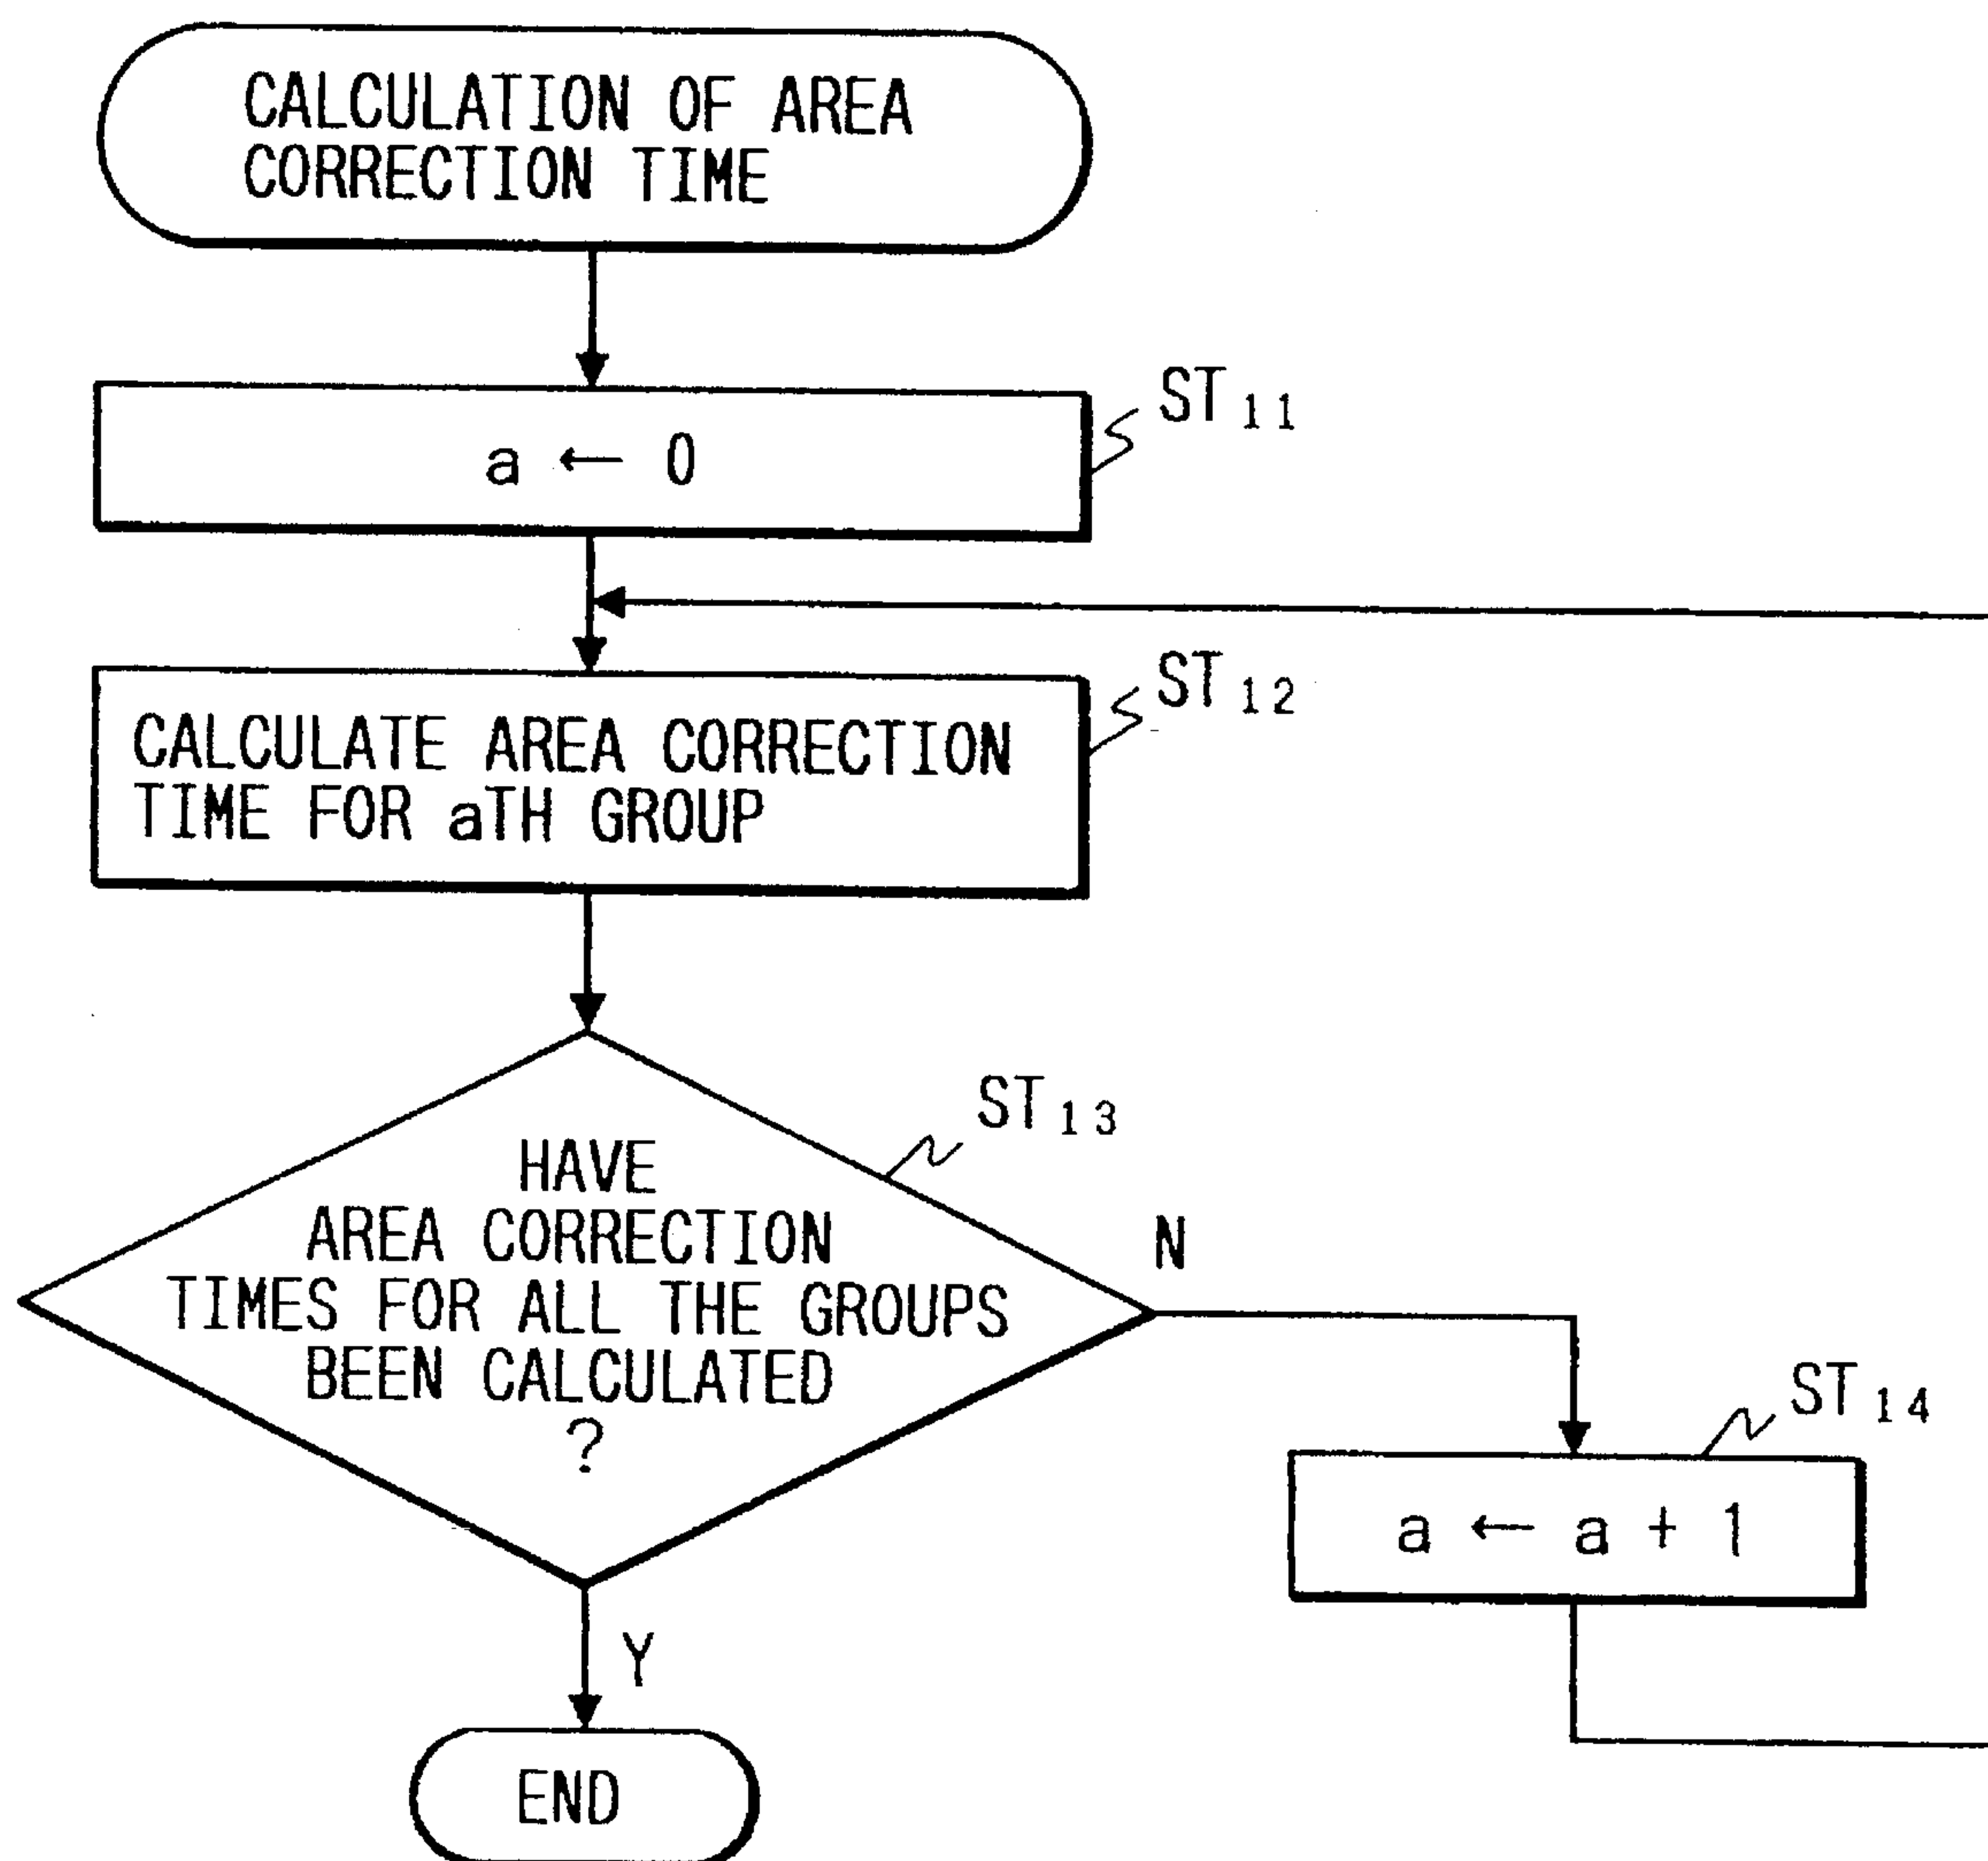 CALCULATION OF AREA
CORRECTION TIME
ST₁₁
a ← 0
ST₁₂
CALCULATE AREA CORRECTION
TIME FOR aTH GROUP
ST₁₃
HAVE
AREA CORRECTION
TIMES FOR ALL THE GROUPS
BEEN CALCULATED
?
N
ST₁₄
a ← a + 1
Y
END